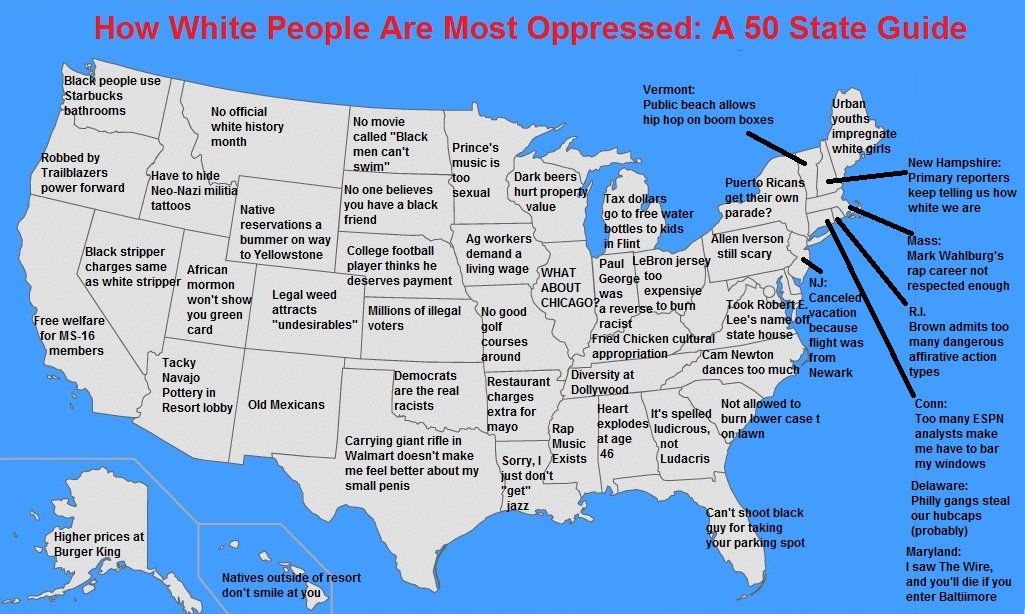 How White People Are Most Oppressed: A 50 State Guide
Black people use
Starbucks
bathrooms
No official
white history
month
No movie
called "Black
men can't
swim"
Prince's
music is
too
sexual
Vermont:
Public beach allows
hip hop on boom boxes
Urban
youths
impregnate
white girls
Robbed by
Trailblazers
power forward
Have to hide
Neo-Nazi militia
tattoos
Native
reservations a
bummer on way
to Yellowstone
No one believes
you have a black
friend
Dark beers
hurt property
value
Tax dollars
go to free water
bottles to kids
in Flint
Puerto Ricans
get their own
parade?
New Hampshire:
Primary reporters
keep telling us how
white we are
Black stripper
charges same
as white stripper
African
mormon
won't show
you green
card
College football
player thinks he
deserves payment
Ag workers
demand a
living wage
WHAT
ABOUT
CHICAGO?
Paul
George
was
a reverse
racist
LeBron jersey
too
expensive
to burn
Allen Iverson
still scary
Mass:
Mark Wahlburg's
rap career not
respected enough
Free welfare
for MS-16
members
Legal weed
attracts
"undesirables"
Millions of illegal
voters
No good
golf
courses
around
Fried Chicken cultural
appropriation
Took Robert E.
Lee's name off
state house
NJ:
Canceled
vacation
because
flight was
from
Newark
R.I.
Brown admits too
many dangerous
affirative action
types
Tacky
Navajo
Pottery in
Resort lobby
Old Mexicans
Democrats
are the real
racists
Restaurant
charges
extra for
mayo
Diversity at
Dollywood
Cam Newton
dances too much
Conn:
Too many ESPN
analysts make
me have to bar
my windows
Carrying giant rifle in
Walmart doesn't make
me feel better about my
small penis
Sorry, I
just don't
"get"
jazz
Rap
Music
Exists
Heart
explodes
at age
46
It's spelled
ludicrous,
not
Ludacris
Not allowed to
burn lower case t
on lawn
Delaware:
Philly gangs steal
our hubcaps
(probably)
Can't shoot black
guy for taking
your parking spot
Maryland:
I saw The Wire,
and you'll die if you
enter Baltiimore
Higher prices at
Burger King
Natives outside of resort
don't smile at you